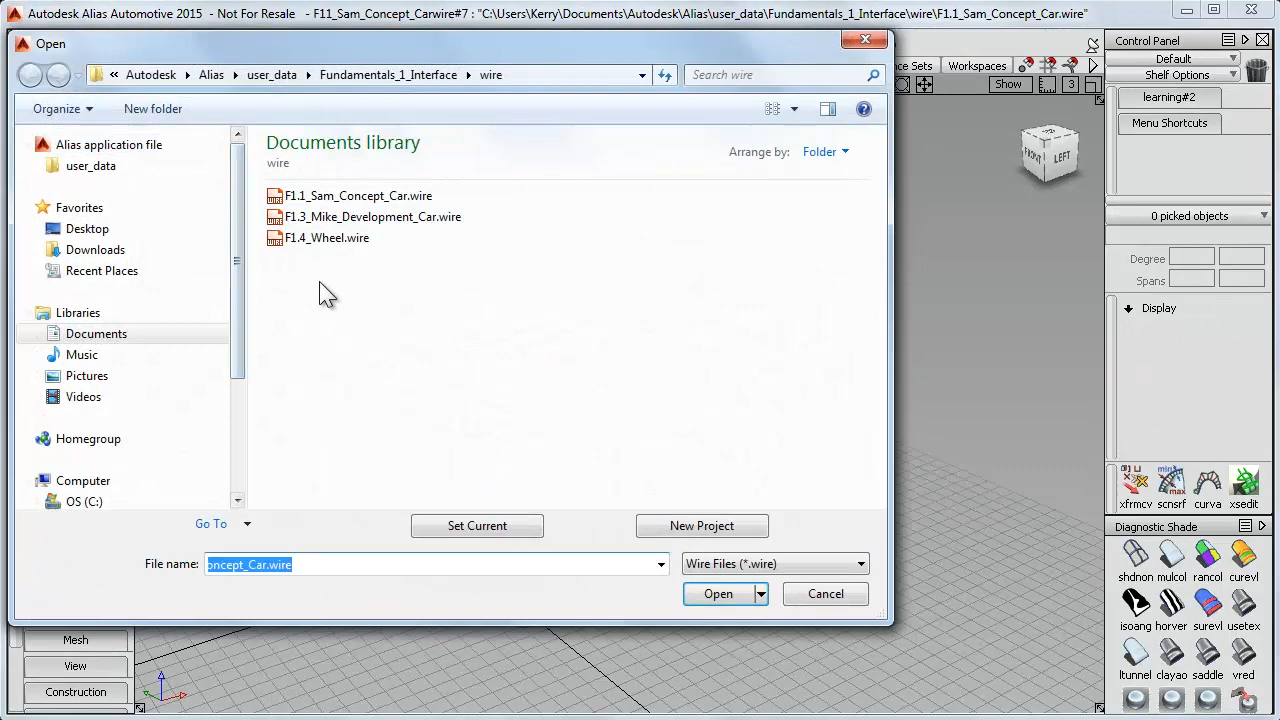 Autodesk Alias Automotive 2015 - Not For Resale - F11_Sam_Concept_Carwire#7 : "C:\Users\Kerry\Documents\Autodesk\Alias\user_data\Fundamentals_1_Interface\wire\F1.1_Sam_Concept_Car.wire"
Open
Autodesk
Alias
user_data
Fundamentals_1_Interface
wire
Search wire
Organize
New folder
Alias application file
user_data
Favorites
Desktop
Downloads
Recent Places
Libraries
Documents
Music
Pictures
Videos
Homegroup
Computer
OS (C:)
Documents library
wire
Arrange by: Folder
F1.1_Sam_Concept_Car.wire
F1.3_Mike_Development_Car.wire
F1.4_Wheel.wire
Go To
Set Current
New Project
File name:
oncept_Car.wire
Wire Files (*.wire)
Open
Cancel
Mesh
View
Construction
ce Sets
Workspaces
Show
3
FRONT
LEFT
Control Panel
Default
Shelf Options
learning#2
Menu Shortcuts
0 picked objects
Degree
Spans
Display
xfrmcv
scnsrf
curva
xsedit
Diagnostic Shade
shdnon mulcol rancol curevl
isoang horver surevl usetex
ltunnel clayao saddle vred